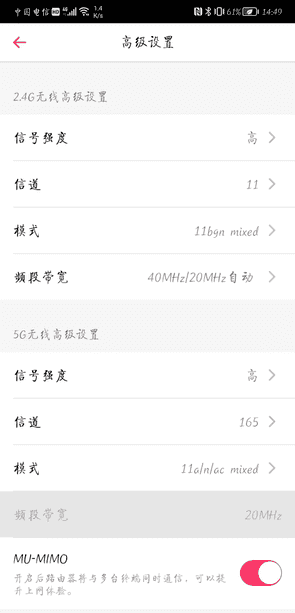 中国电信 HD 4G 1.4 K/s 61% 14:49
高级设置
2.4G无线高级设置
信号强度 高
信道 11
模式 11bgn mixed
频段带宽 40MHz/20MHz自动
5G无线高级设置
信号强度 高
信道 165
模式 11a/n/ac mixed
频段带宽 20MHz
MU-MIMO
开启后路由器将与多台终端同时通信，可以提
升上网体验。